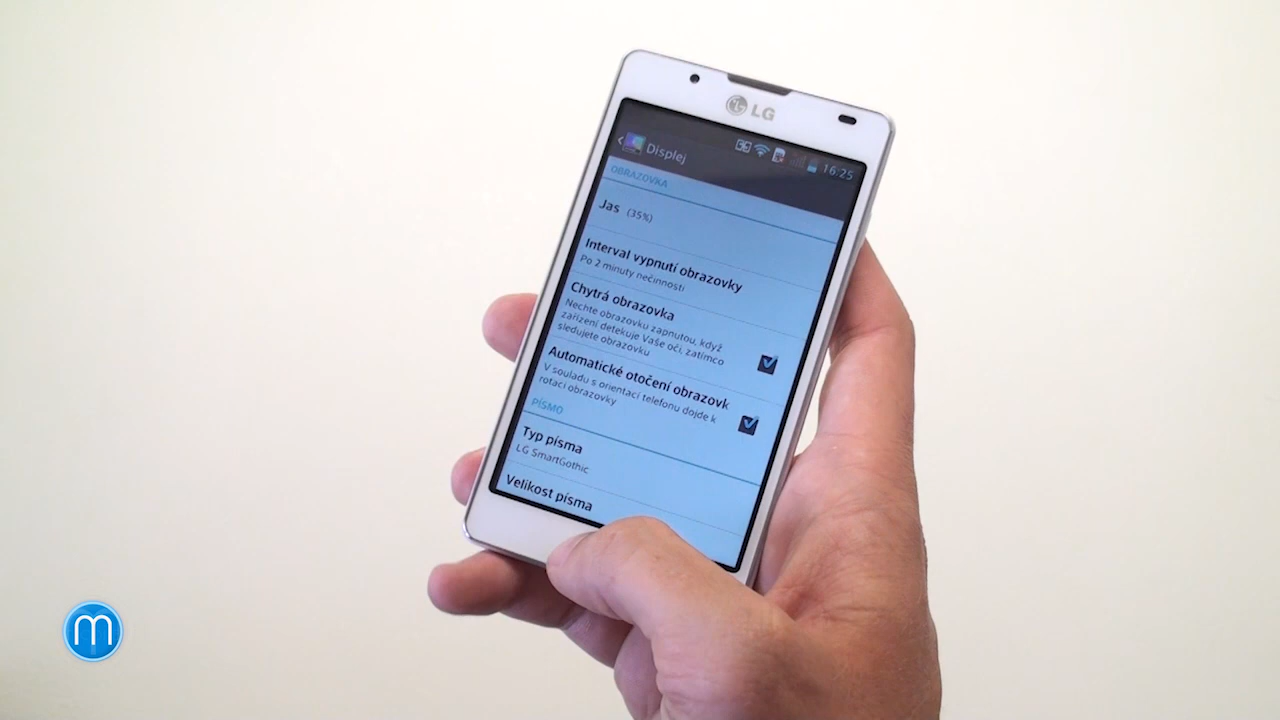 LG
Displej
16:25
OBRAZOVKA
Jas (35%)
Interval vypnutí obrazovky
Po 2 minuty nečinnosti
Chytrá obrazovka
Nechte obrazovku zapnutou, když
zařízení detekuje Vaše oči, zatímco
sledujete obrazovku
Automatické otočení obrazovk
V souladu s orientací telefonu dojde k
rotaci obrazovky
PÍSMO
Typ písma
LG SmartGothic
Velikost písma
m